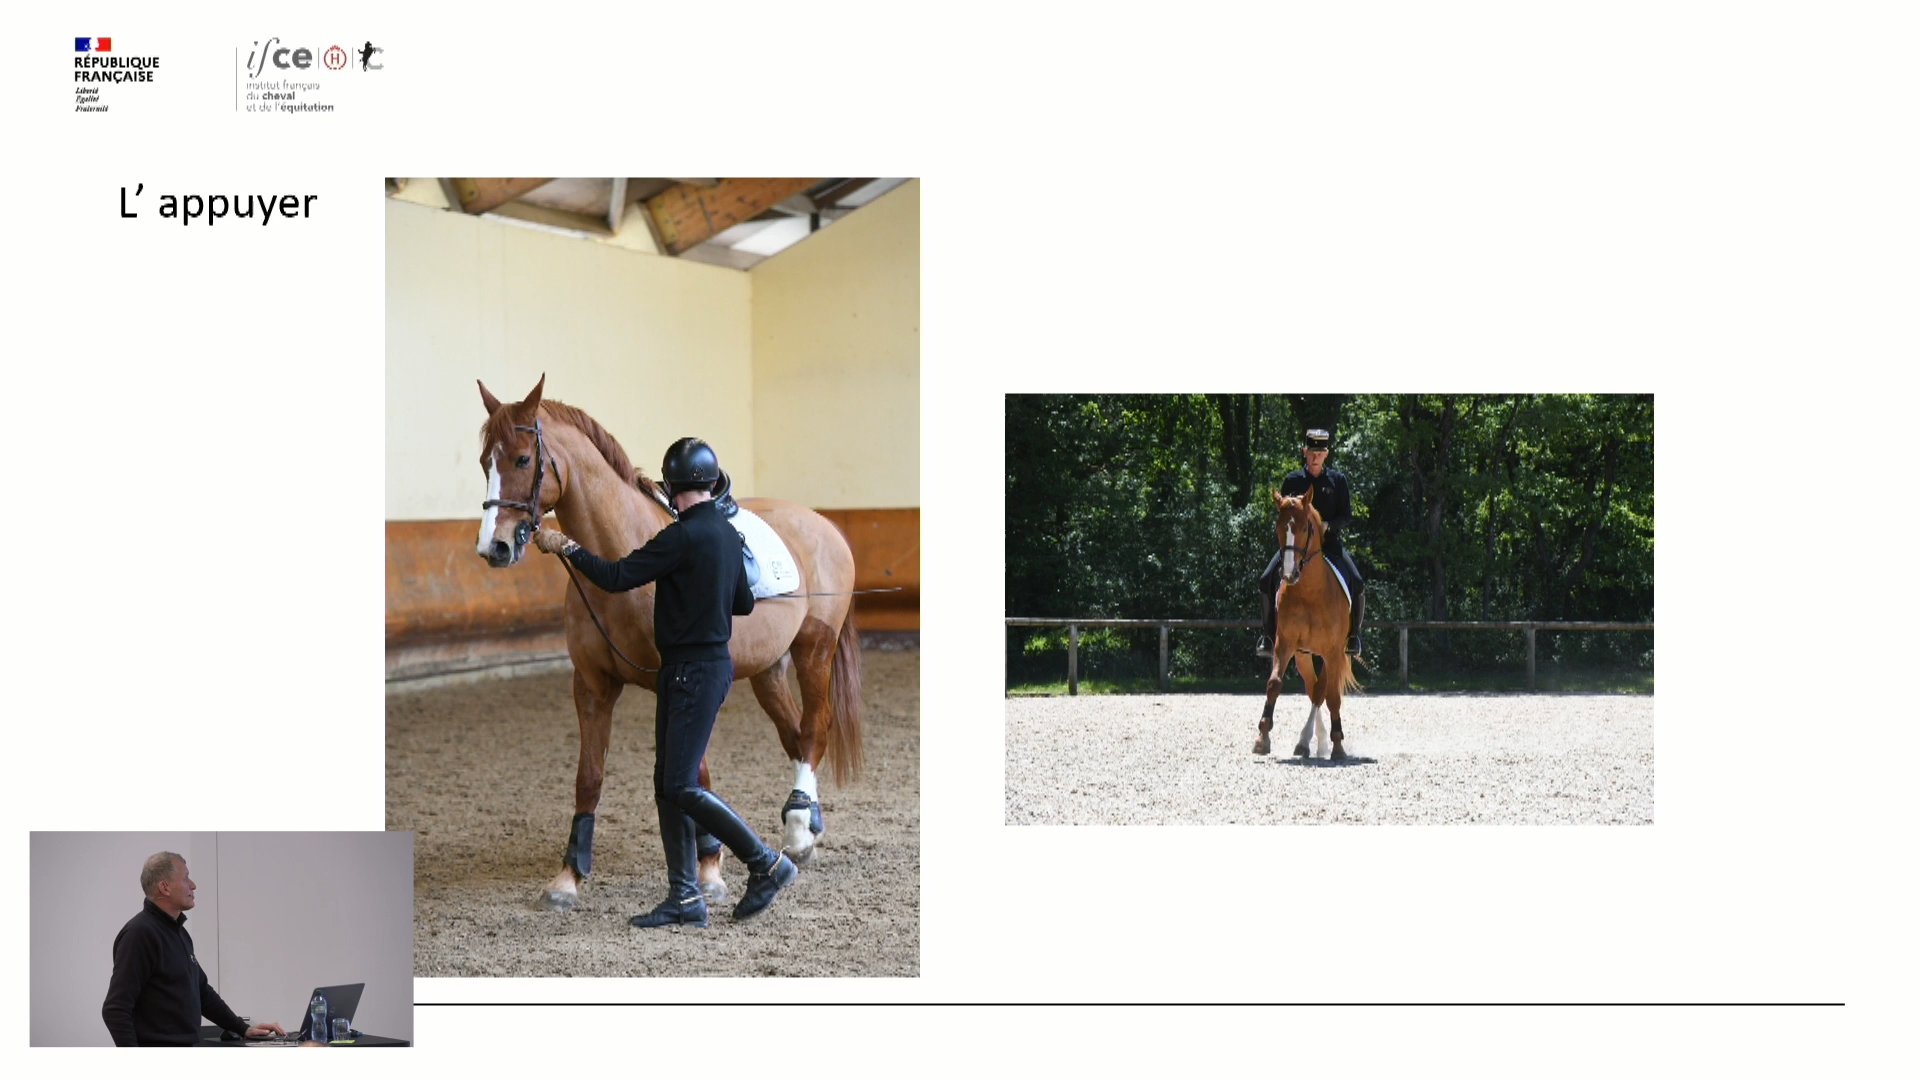 RÉPUBLIQUE
FRANÇAISE
Liberté
Égalité
Fraternité
ifce
institut français
du cheval
et de l'équitation
L' appuyer